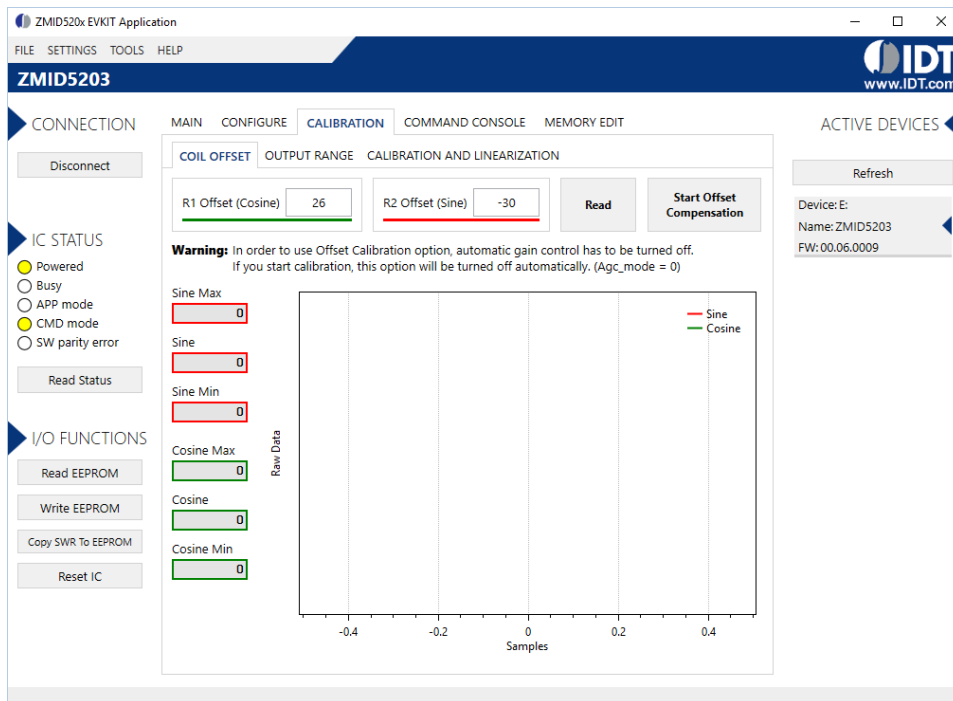 ZMID520x EVKIT Application
FILE SETTINGS TOOLS HELP
IDT
www.IDT.com
ZMID5203
CONNECTION
Disconnect
IC STATUS
Powered
Busy
APP mode
CMD mode
SW parity error
Read Status
I/O FUNCTIONS
Read EEPROM
Write EEPROM
Copy SWR To EEPROM
Reset IC
MAIN CONFIGURE CALIBRATION COMMAND CONSOLE MEMORY EDIT
COIL OFFSET OUTPUT RANGE CALIBRATION AND LINEARIZATION
R1 Offset (Cosine) 26 R2 Offset (Sine) -30 Read Start Offset
Compensation
Warning: In order to use Offset Calibration option, automatic gain control has to be turned off.
If you start calibration, this option will be turned off automatically. (Agc_mode = 0)
Sine Max
0
Sine
0
Sine Min
0
Cosine Max
0
Cosine
0
Cosine Min
0
Raw Data
Sine
Cosine
-0.4 -0.2 0 0.2 0.4
Samples
ACTIVE DEVICES
Refresh
Device: E:
Name: ZMID5203
FW: 00.06.0009